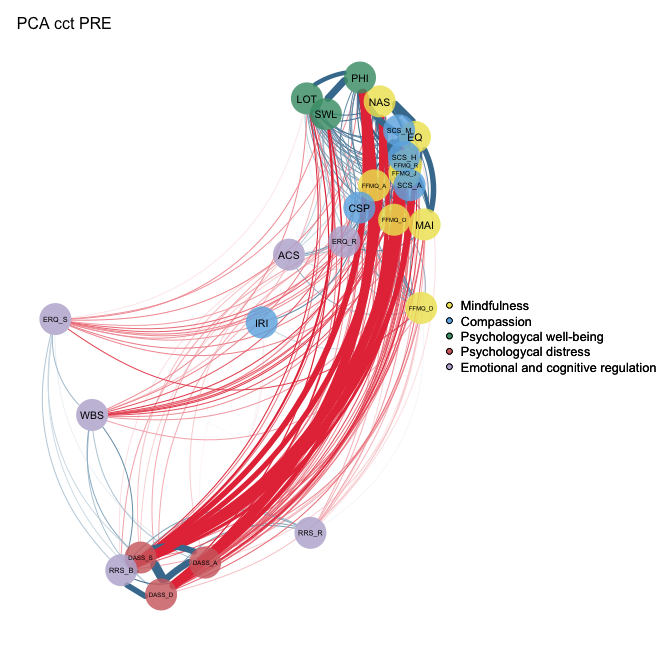 PCA cct PRE
PHI
LOT
NAS
SWL
SCS_M
EQ
SCS_H
FFMQ_R
FFMQ_J
FFMQ_A
SCS_A
CSP
FFMQ_O
MAI
ERQ_R
ACS
FFMQ_D
ERQ_S
IRI
Mindfulness
Compassion
Psychologycal well-being
Psychologycal distress
Emotional and cognitive regulation
WBS
RRS_R
DASS_S
DASS_A
RRS_B
DASS_D